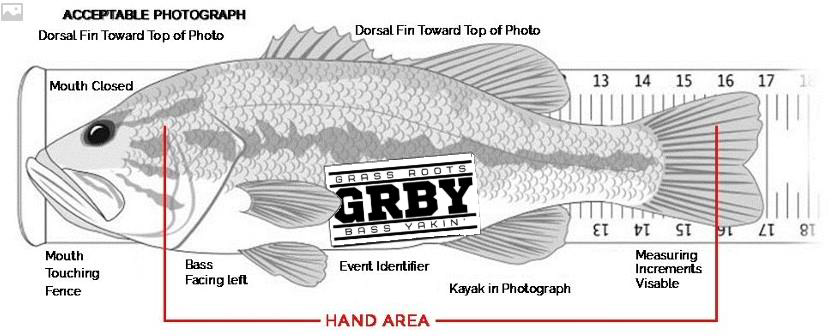 ACCEPTABLE PHOTOGRAPH
Dorsal Fin Toward Top of Photo
Dorsal Fin Toward Top of Photo
Mouth Closed
13 14 15 16 17 18
GRASS ROOTS
GRBY
BASS YAKIN'
13 14 15 16 17 18
Mouth
Touching
Fence
Bass
Facing left
Event Identifier
Kayak in Photograph
Measuring
Increments
Visable
HAND AREA